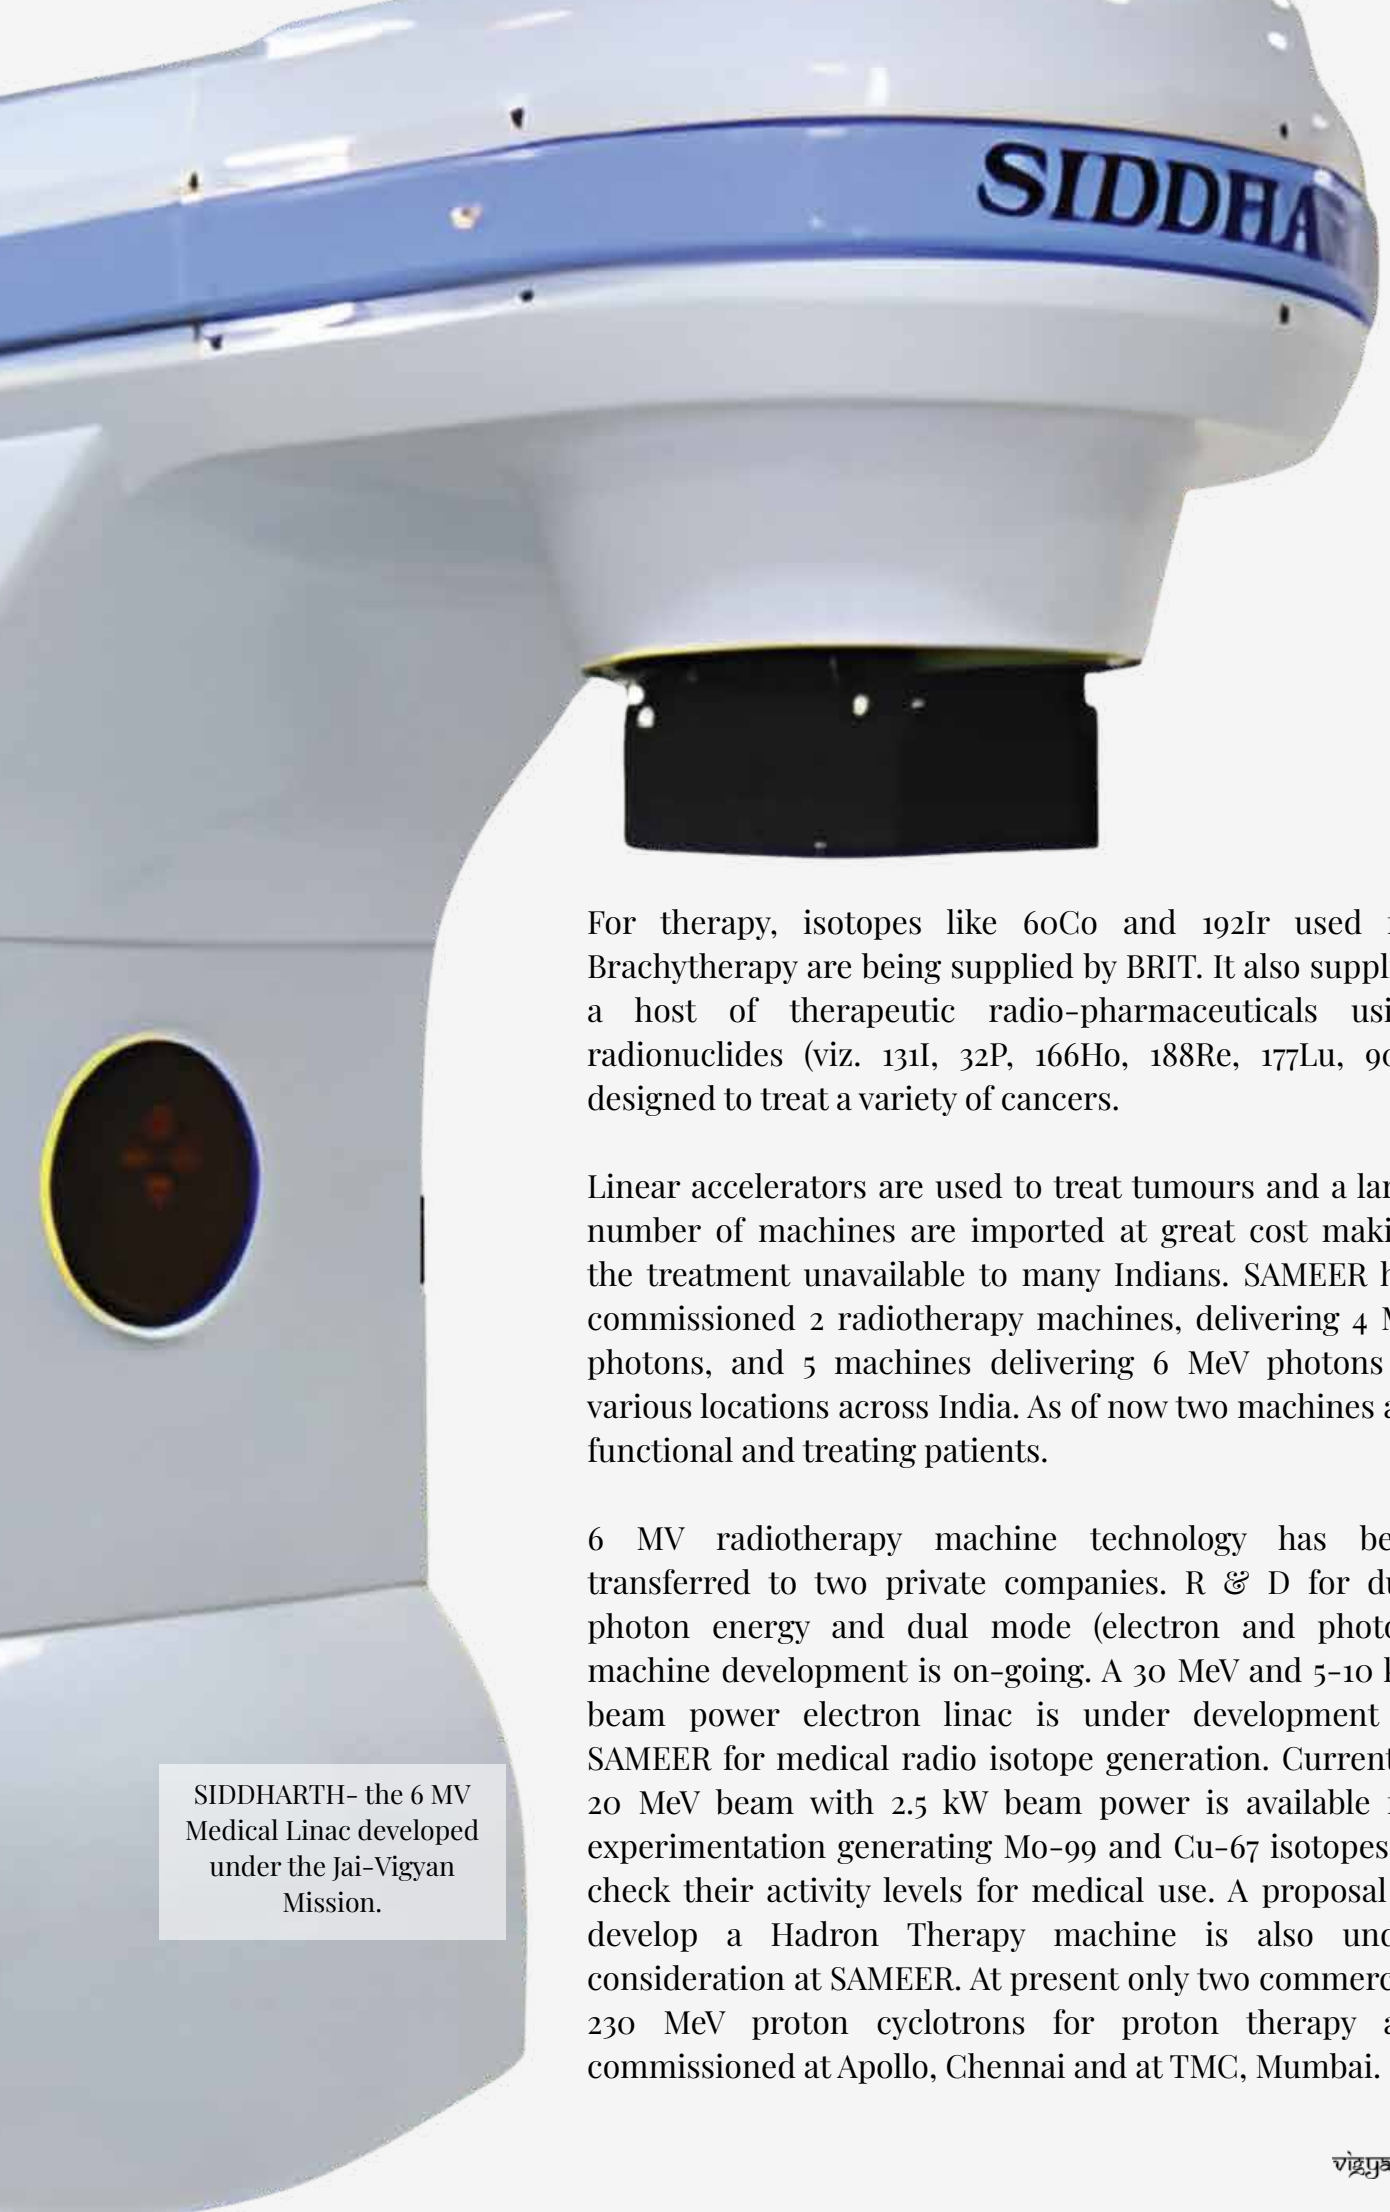 SIDDHA
For therapy, isotopes like 60Co and 192Ir used
Brachytherapy are being supplied by BRIT. It also suppli
a host of therapeutic radio-pharmaceuticals usi
radionuclides (viz. 131I, 32P, 166Ho, 188Re, 177Lu, 90
designed to treat a variety of cancers.
Linear accelerators are used to treat tumours and a lar
number of machines are imported at great cost maki
the treatment unavailable to many Indians. SAMEER h
commissioned 2 radiotherapy machines, delivering 4 M
photons, and 5 machines delivering 6 MeV photons
various locations across India. As of now two machines a
functional and treating patients.
6 MV radiotherapy machine technology has be
transferred to two private companies. R & D for du
photon energy and dual mode (electron and photo
machine development is on-going. A 30 MeV and 5-10 k
beam power electron linac is under development
SAMEER for medical radio isotope generation. Current
20 MeV beam with 2.5 kW beam power is available
experimentation generating Mo-99 and Cu-67 isotopes
check their activity levels for medical use. A proposal
develop a Hadron Therapy machine is also und
consideration at SAMEER. At present only two commerc
230 MeV proton cyclotrons for proton therapy a
commissioned at Apollo, Chennai and at TMC, Mumbai.
SIDDHARTH- the 6 MV
Medical Linac developed
under the Jai-Vigyan
Mission.
vigya